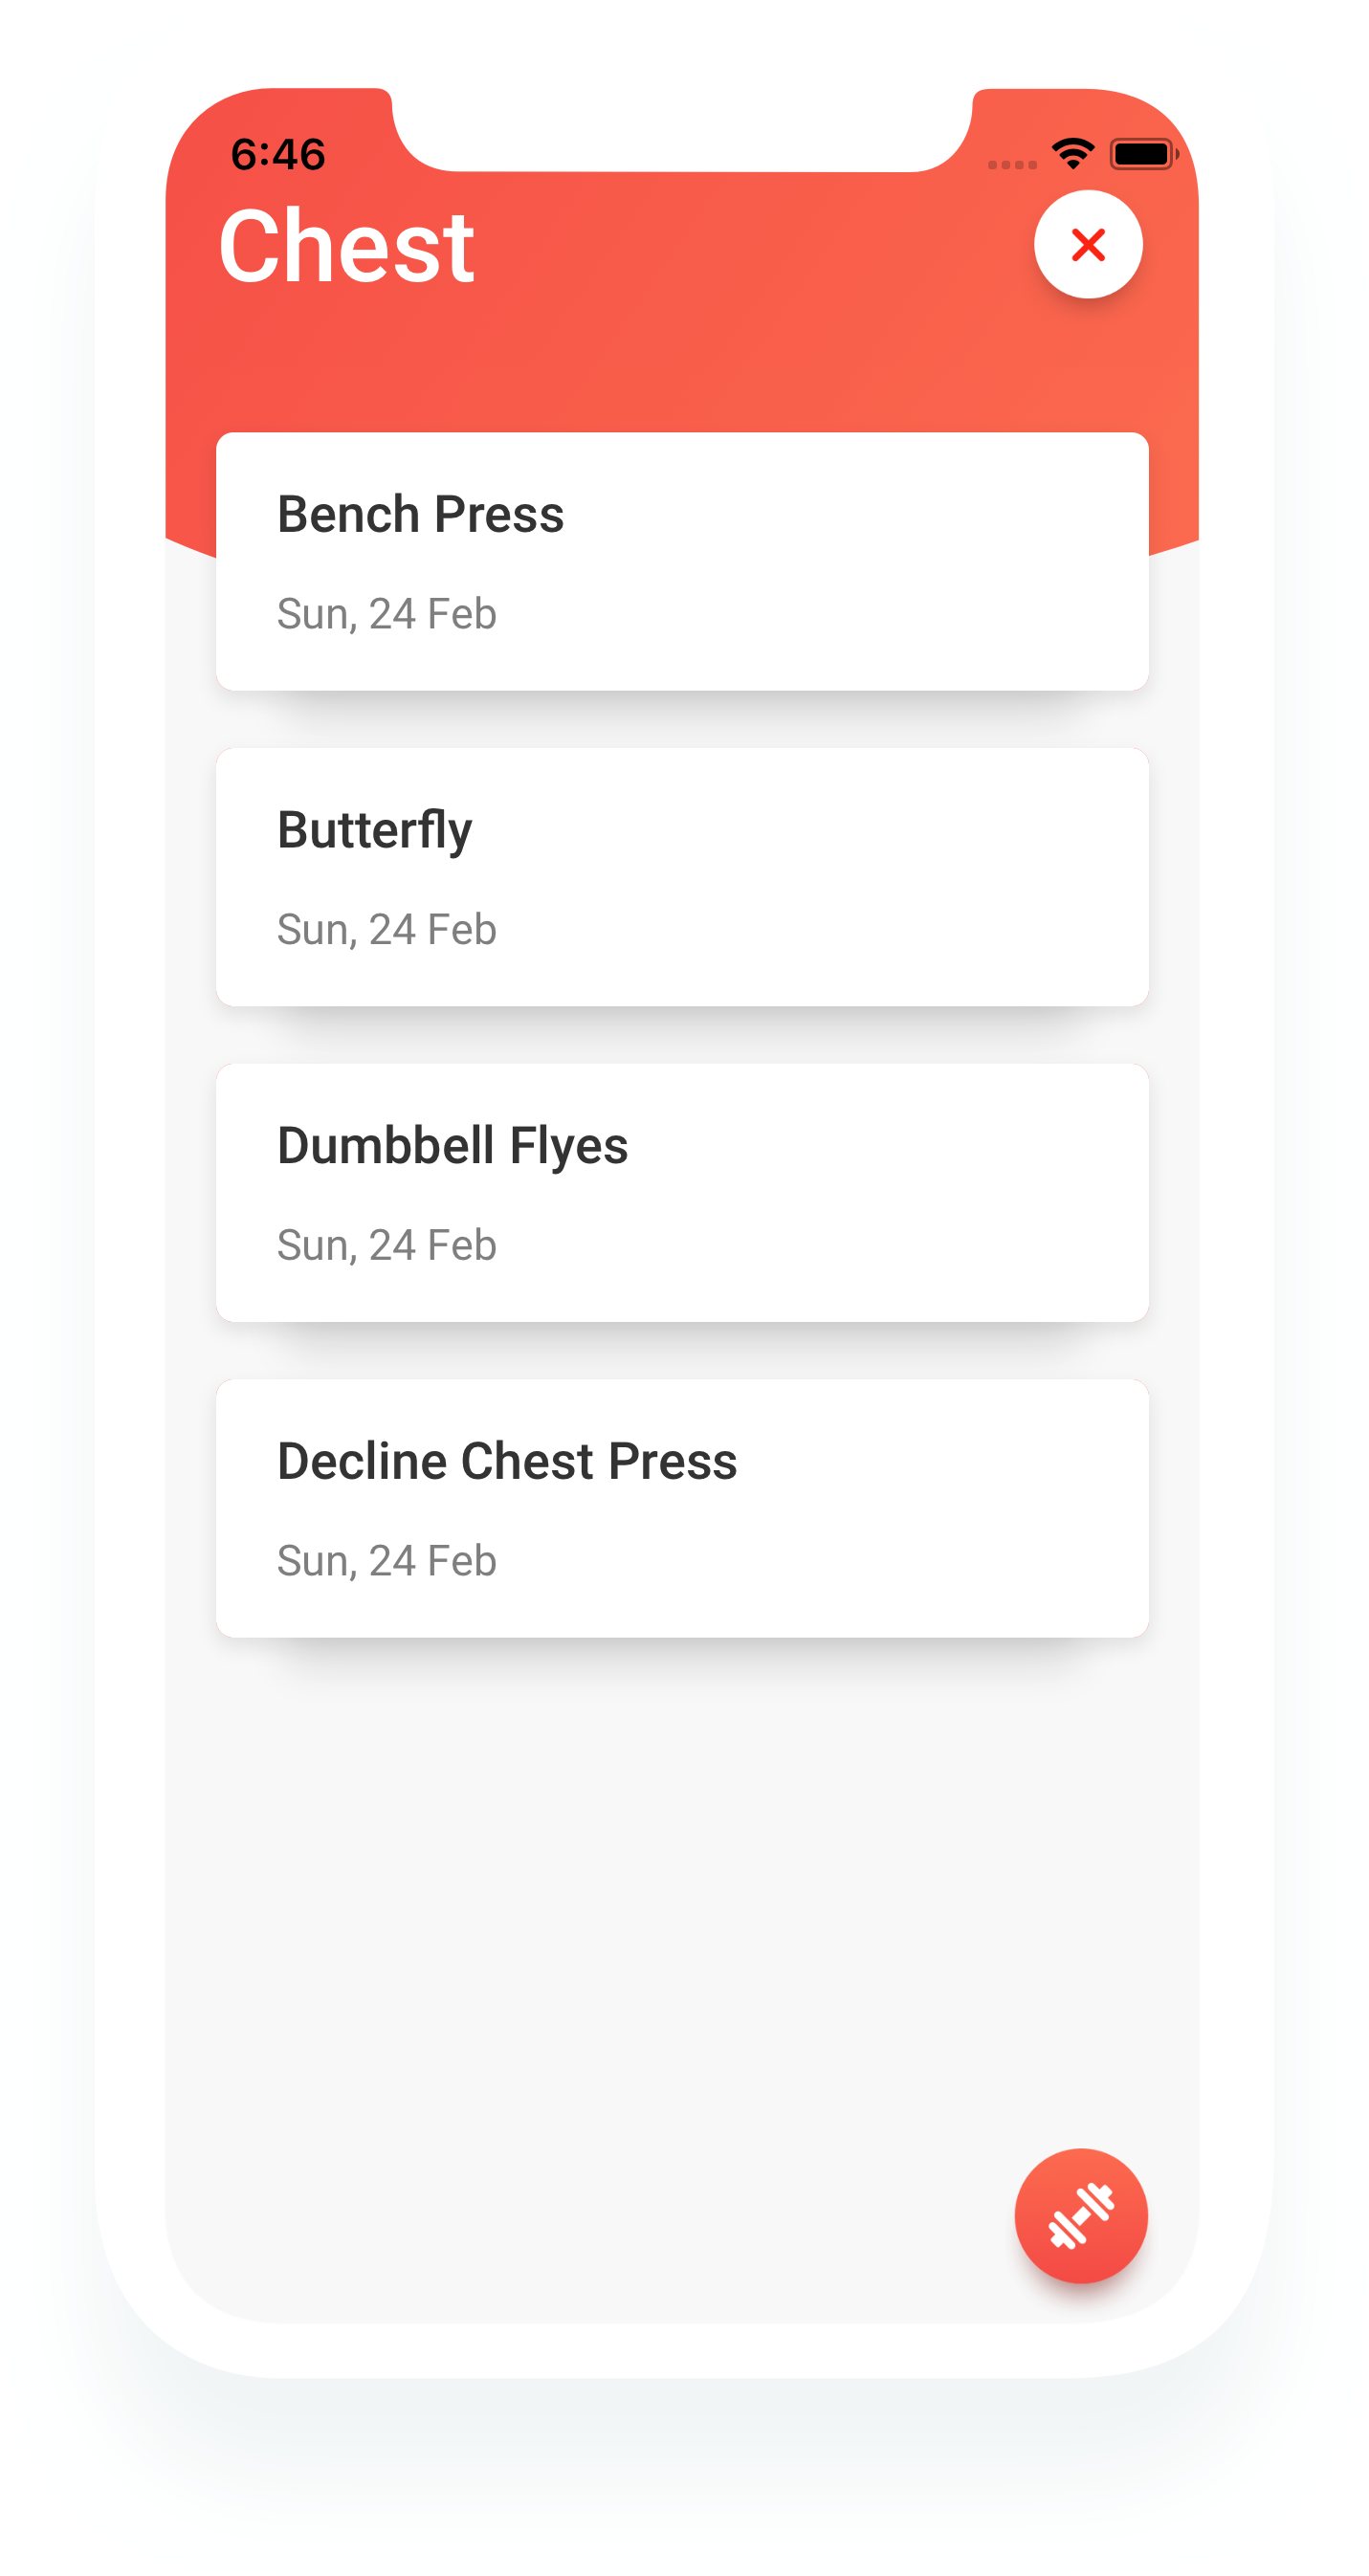 6:46
Chest
Bench Press
Sun, 24 Feb
Butterfly
Sun, 24 Feb
Dumbbell Flyes
Sun, 24 Feb
Decline Chest Press
Sun, 24 Feb